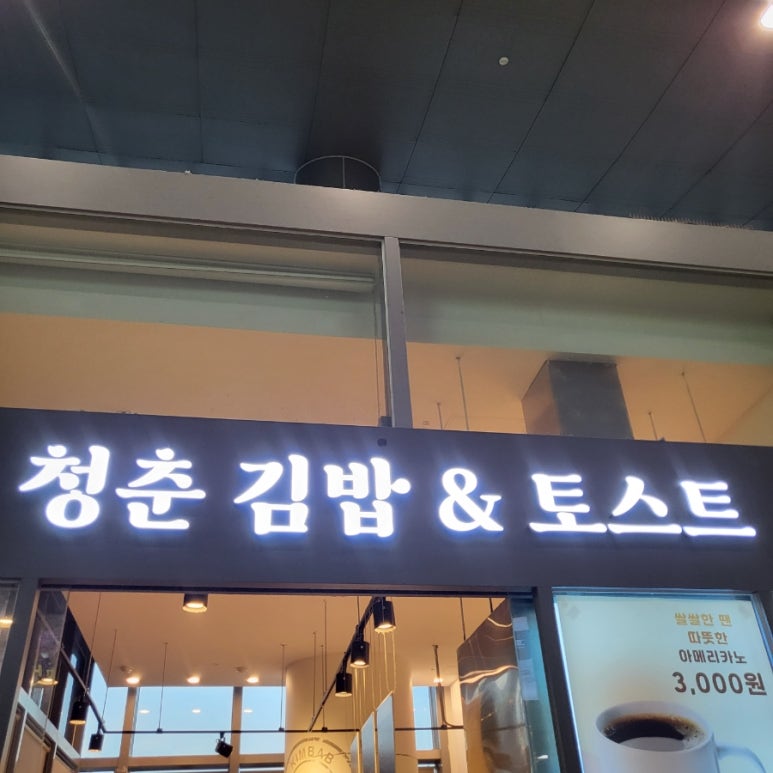 청춘 김밥 & 토스트
쌀쌀한 땐
따뜻한
아메리카노
3,000원
KIMBAB